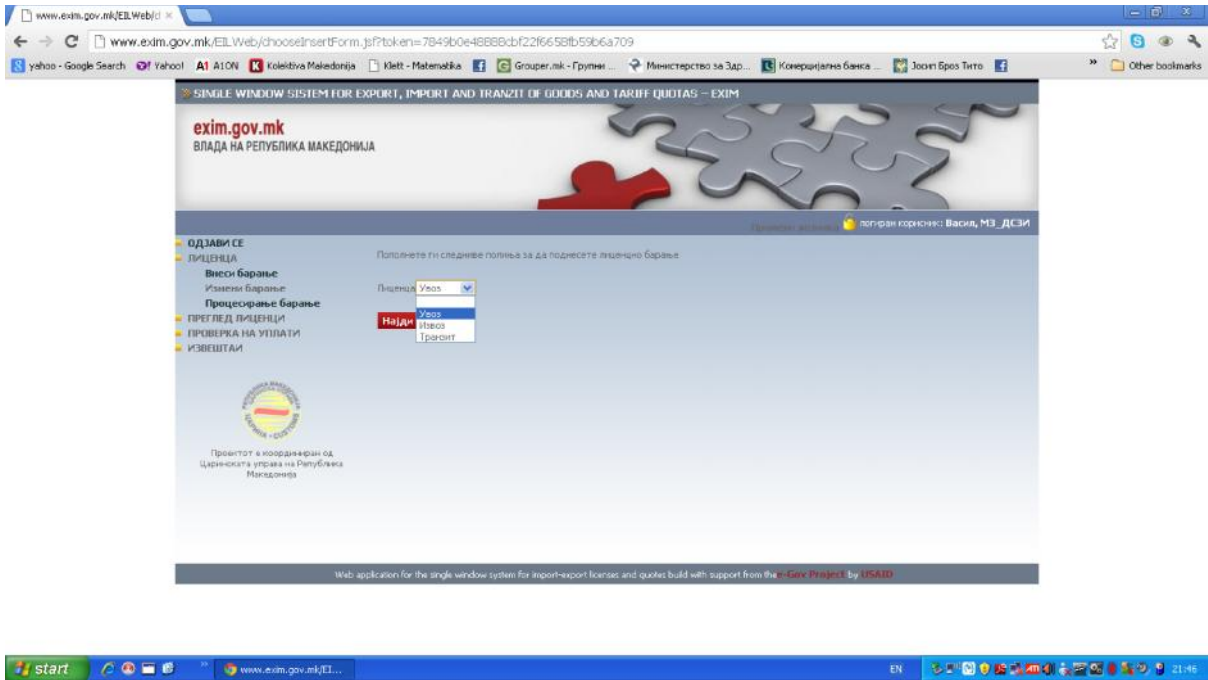 www.exim.gov.mk/EILWeb/cl
www.exim.gov.mk/EILWeb/chooseInsertForm.jsf?token=7849b0e48888cbf22f6658fb59b6a709
yahoo - Google Search Yahoo! A1 A1ON Kolektiva Makedonija Klett - Matematika Grouper.mk - Групни ... Министерство за Здр... Комерцијална банка ... Јосип Броз Тито » Other bookmarks
SINGLE WINDOW SISTEM FOR EXPORT, IMPORT AND TRANZIT OF GOODS AND TARIFF QUOTAS – EXIM
exim.gov.mk
ВЛАДА НА РЕПУБЛИКА МАКЕДОНИЈА
логиран корисник: Васил, МЗ_ДСЗИ
ОДЈАВИ СЕ
ЛИЦЕНЦА
Внеси барање
Измени барање
Процесирање барање
ПРЕГЛЕД ЛИЦЕНЦИ
ПРОВЕРКА НА УПЛАТИ
ИЗВЕШТАИ
Пополнете ги следниве полиња за да поднесете лиценцно барање
Лиценца Увоз
Увоз
Извоз
Транзит
Најди
РЕПУБЛИКА МАКЕДОНИЈА
ЦАРИНА - CUSTOMS
Проектот е координиран од
Царинската управа на Република
Македонија
Web application for the single window system for import-export licenses and quotes build with support from the e-Gov Project by USAID
start » www.exim.gov.mk/EI... EN 21:46